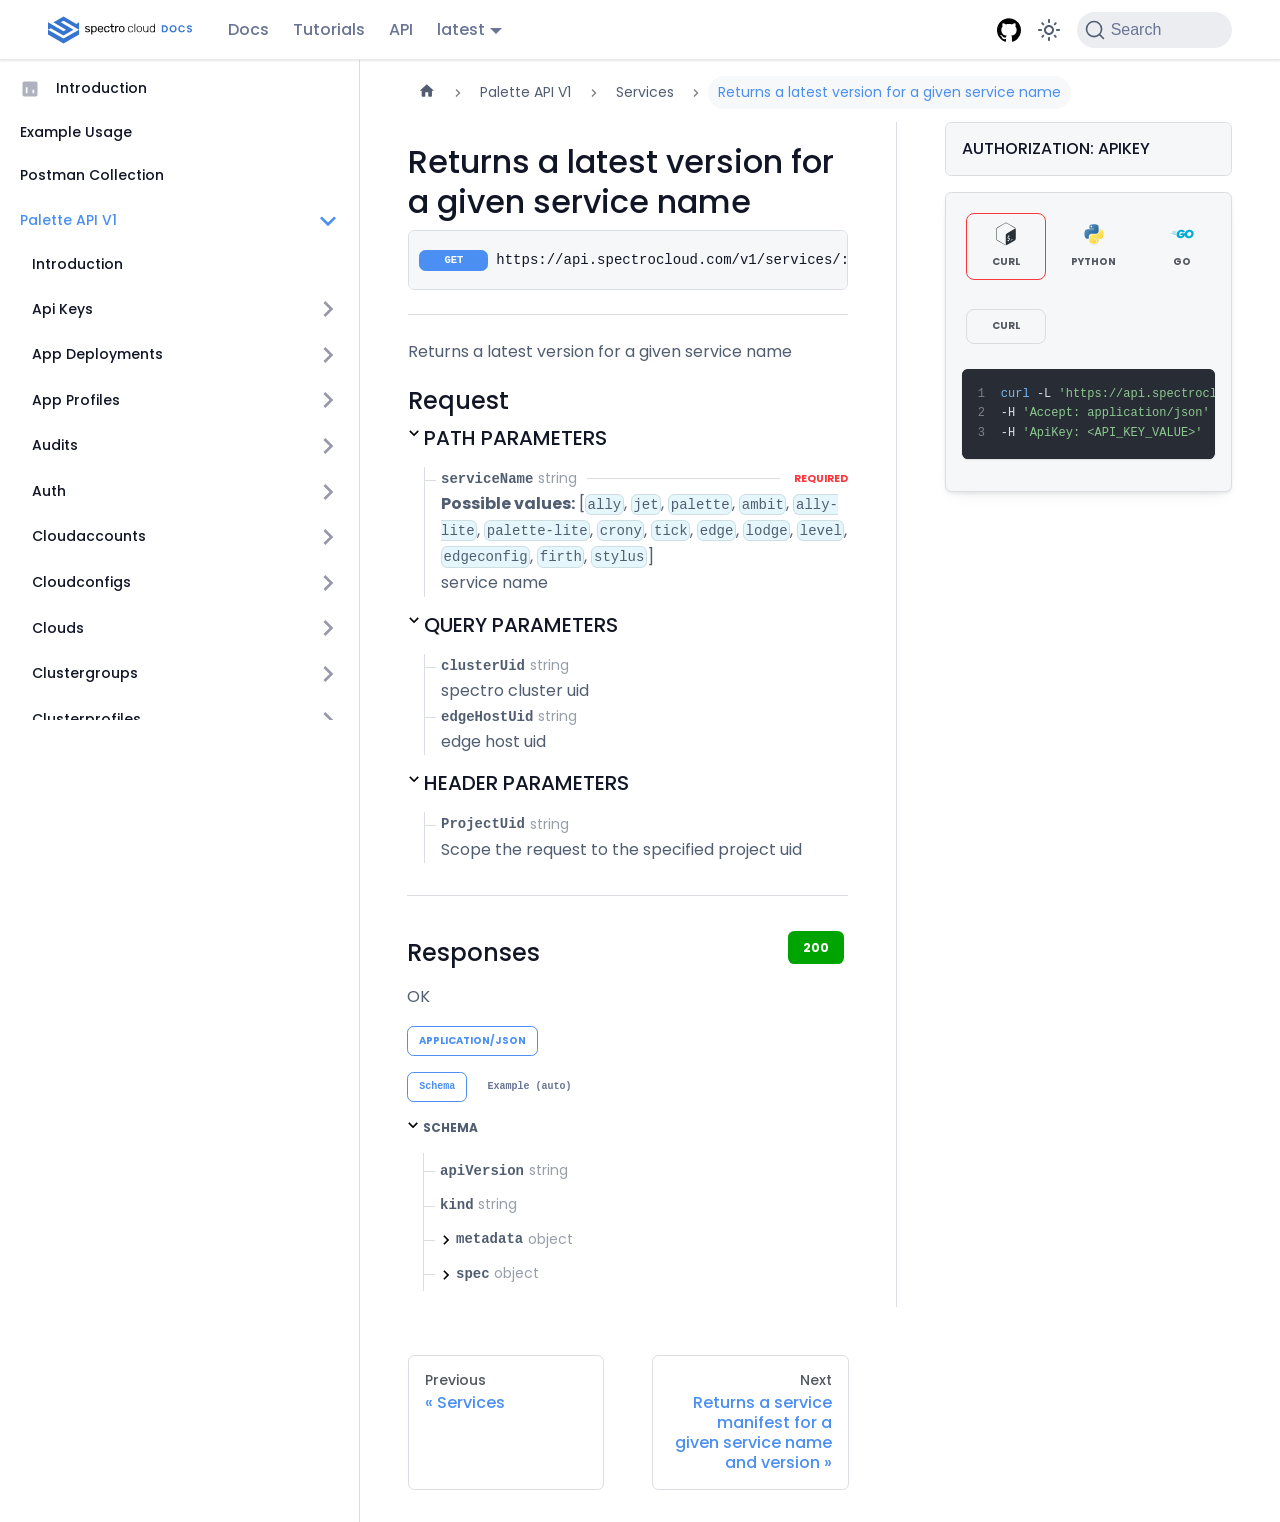 spectro cloud DOCS
Docs Tutorials API latest
Search
Introduction
Example Usage
Postman Collection
Palette API V1
Introduction
Api Keys
App Deployments
App Profiles
Audits
Auth
Cloudaccounts
Cloudconfigs
Clouds
Clustergroups
Clusterprofiles
Palette API V1 Services Returns a latest version for a given service name
Returns a latest version for
a given service name
GET https://api.spectrocloud.com/v1/services/:
Returns a latest version for a given service name
Request
PATH PARAMETERS
serviceName string REQUIRED
Possible values: [ally, jet, palette, ambit, ally-
lite, palette-lite, crony, tick, edge, lodge, level,
edgeconfig, firth, stylus]
service name
QUERY PARAMETERS
clusterUid string
spectro cluster uid
edgeHostUid string
edge host uid
HEADER PARAMETERS
ProjectUid string
Scope the request to the specified project uid
Responses
200
OK
APPLICATION/JSON
Schema Example (auto)
SCHEMA
apiVersion string
kind string
metadata object
spec object
Previous
« Services
Next
Returns a service
manifest for a
given service name
and version »
AUTHORIZATION: APIKEY
CURL PYTHON GO
CURL
1 curl -L 'https://api.spectrocl
2 -H 'Accept: application/json'
3 -H 'ApiKey: <API_KEY_VALUE>'